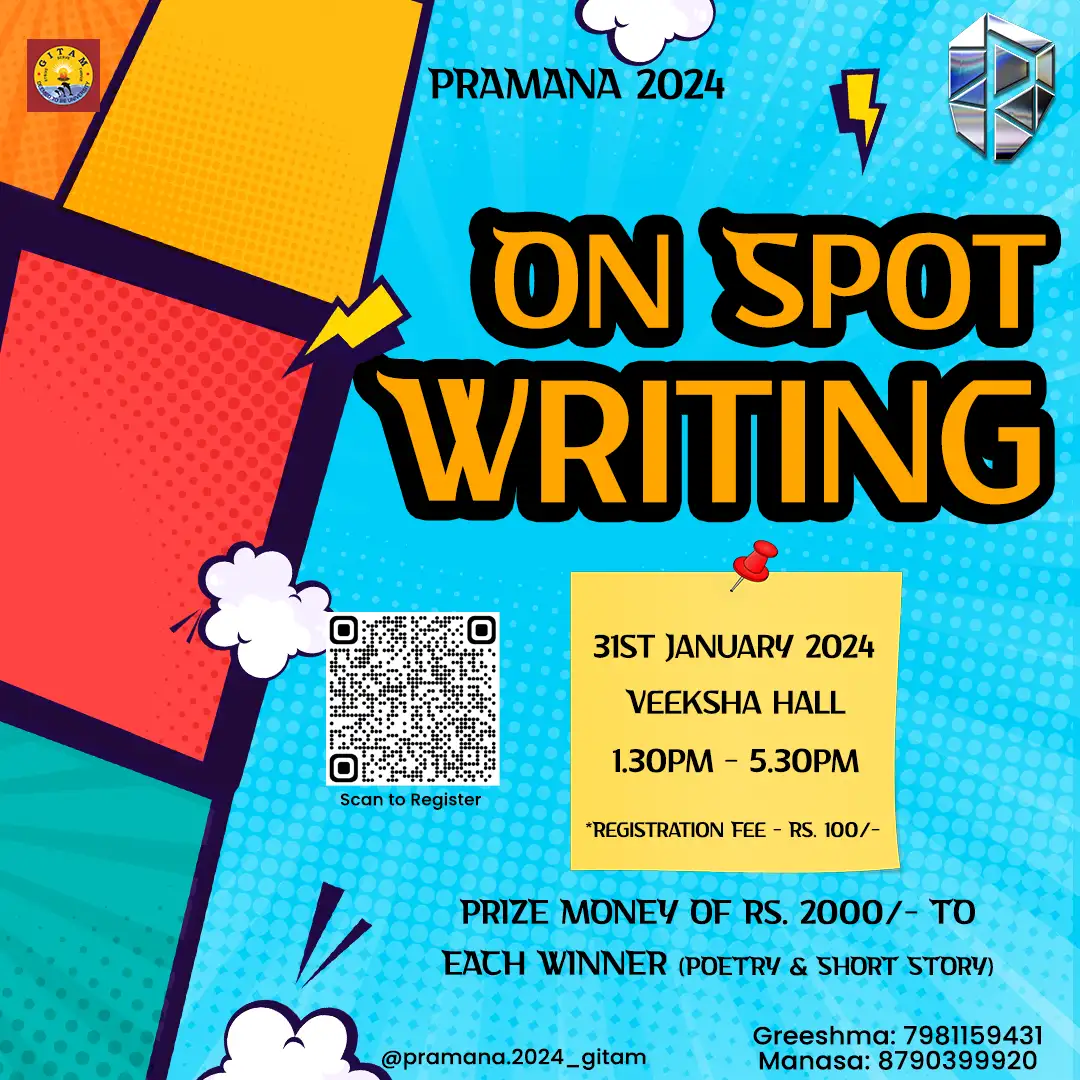 GITAM
PRAMANA 2024
ON SPOT
WRITING
31ST JANUARY 2024
VEEKSHA HALL
1.30PM - 5.30PM
*REGISTRATION FEE - RS. 100/-
Scan to Register
PRIZE MONEY OF RS. 2000/- TO
EACH WINNER (POETRY & SHORT STORY)
Greeshma: 7981159431
@pramana.2024_gitam
Manasa: 8790399920